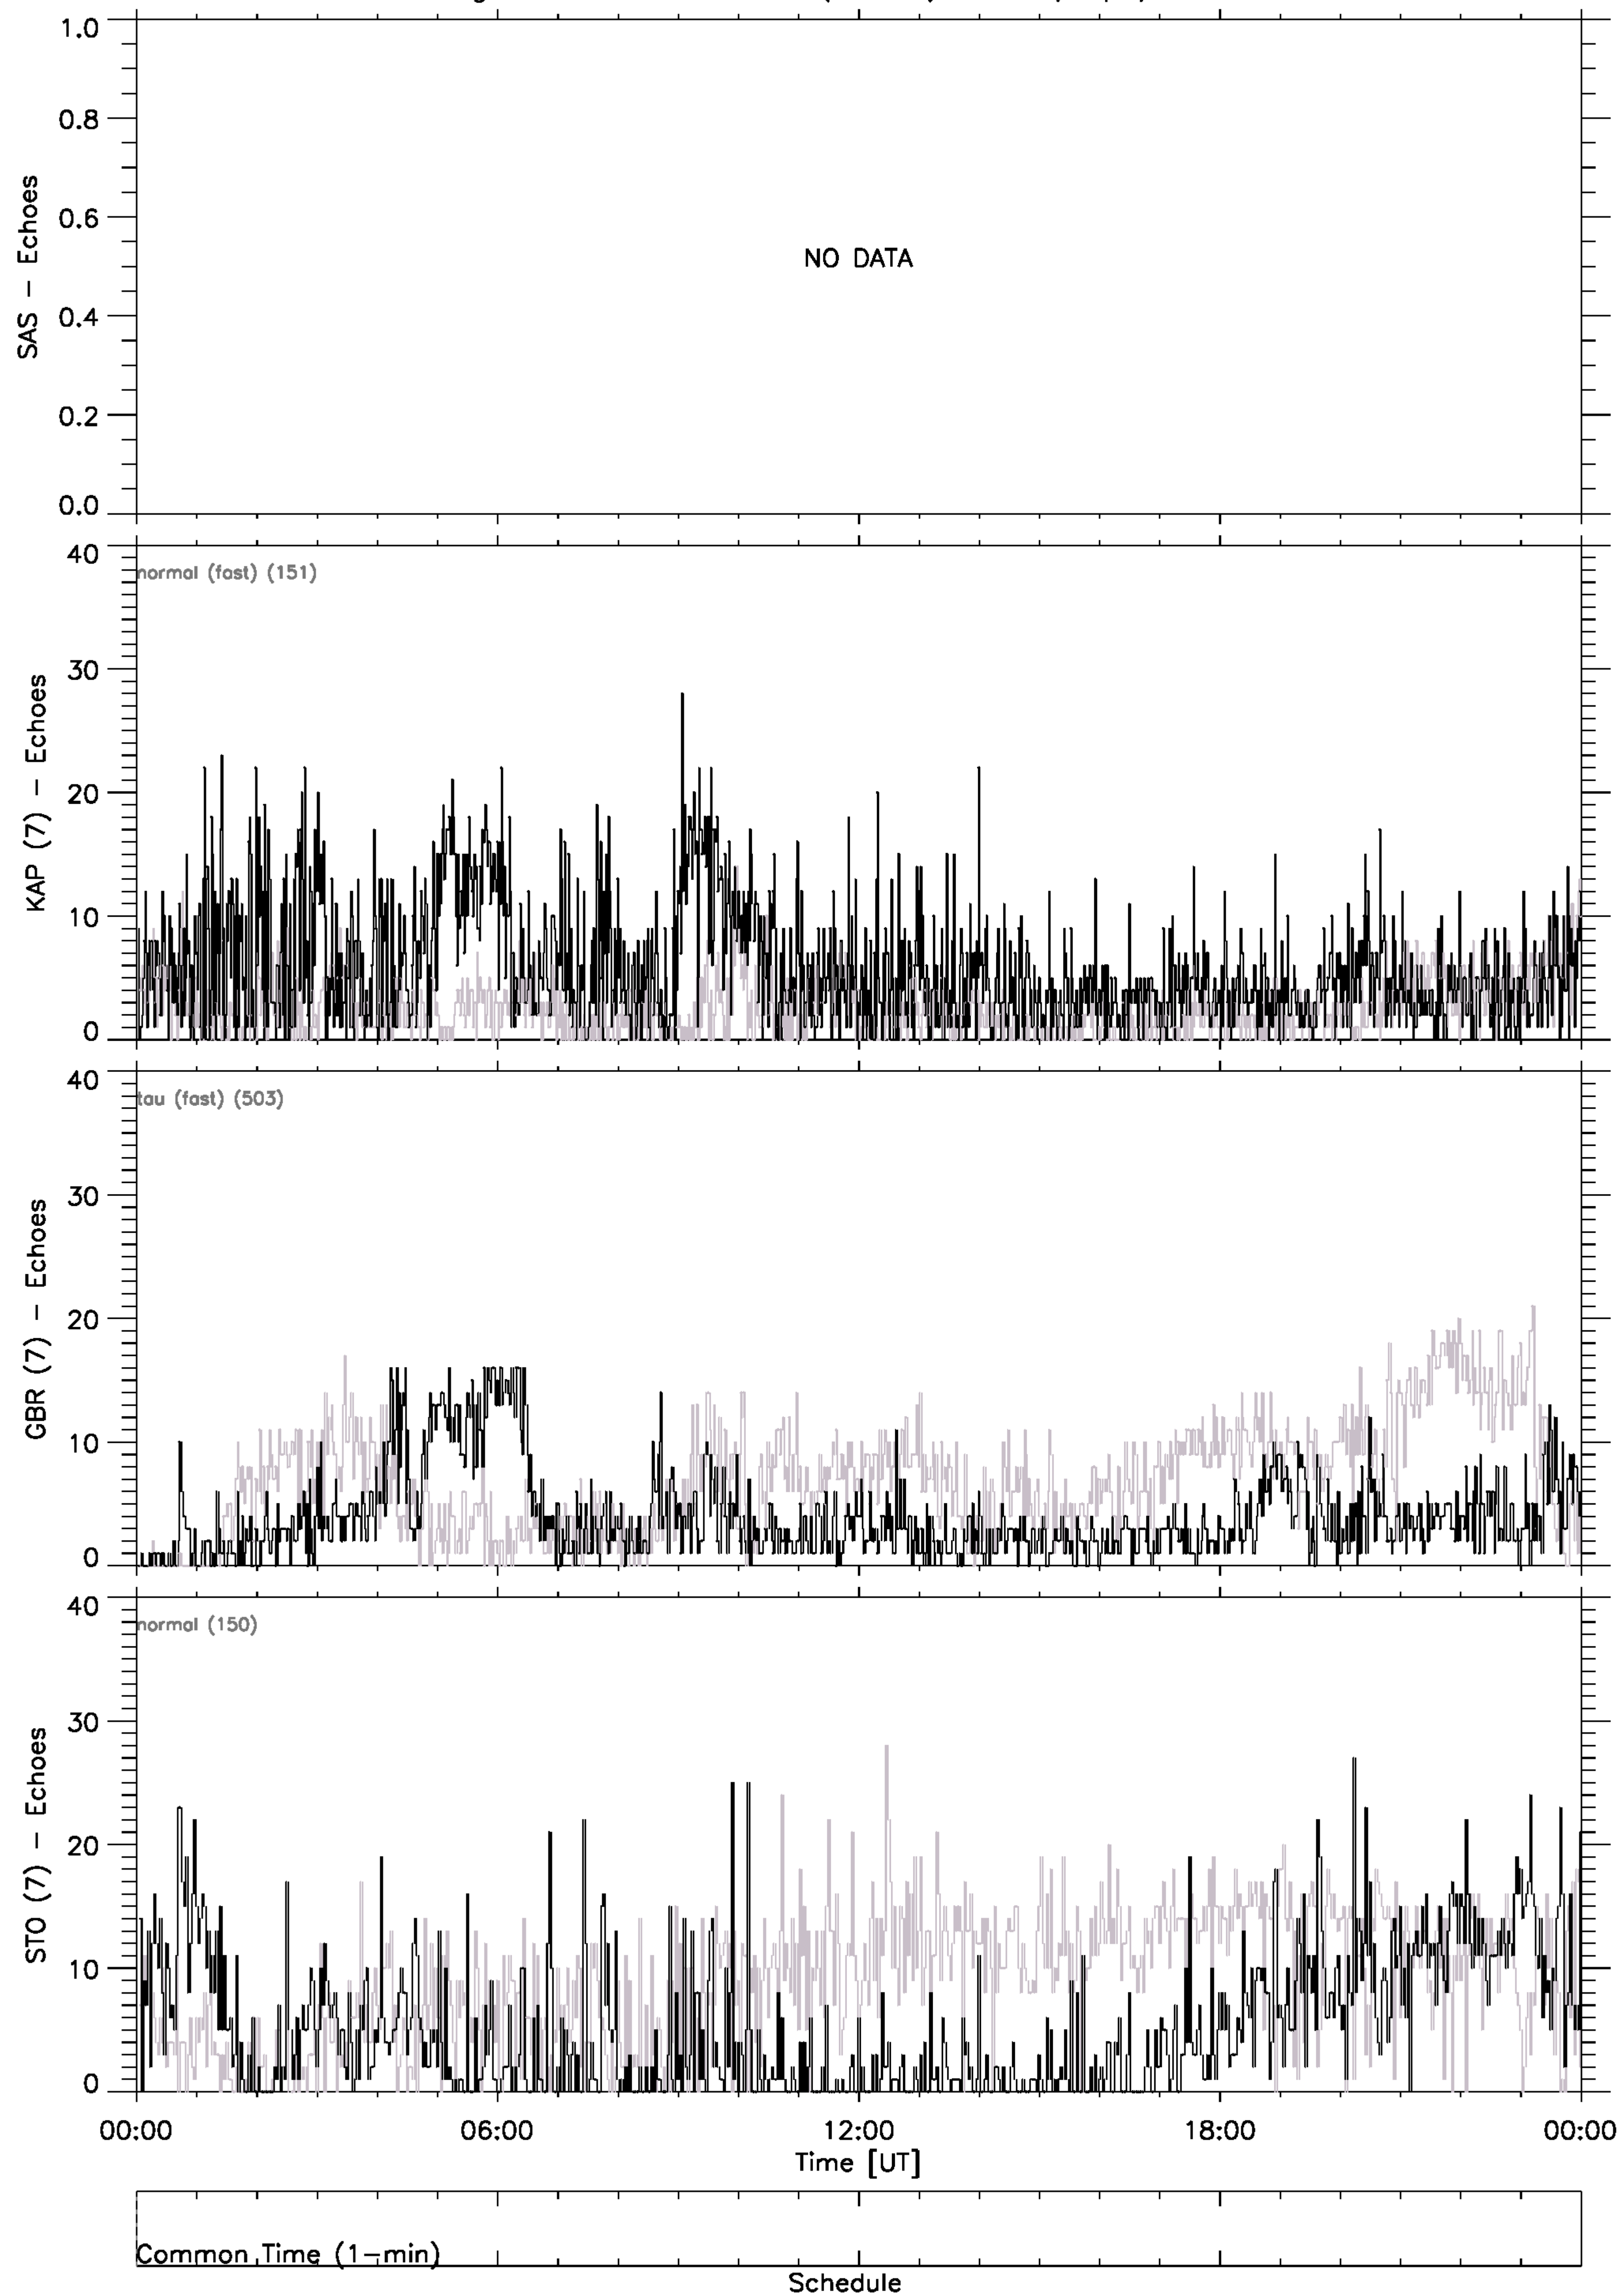 1.0
0.8
0.6
0.4
0.2
0.0
SAS - Echoes
NO DATA
40
30
20
10
0
KAP (7) - Echoes
normal (fast) (151)
40
30
20
10
0
GBR (7) - Echoes
tau (fast) (503)
40
30
20
10
0
STO (7) - Echoes
normal (150)
00:00 06:00 12:00 18:00 00:00
Time [UT]
Common Time (1-min)
Schedule